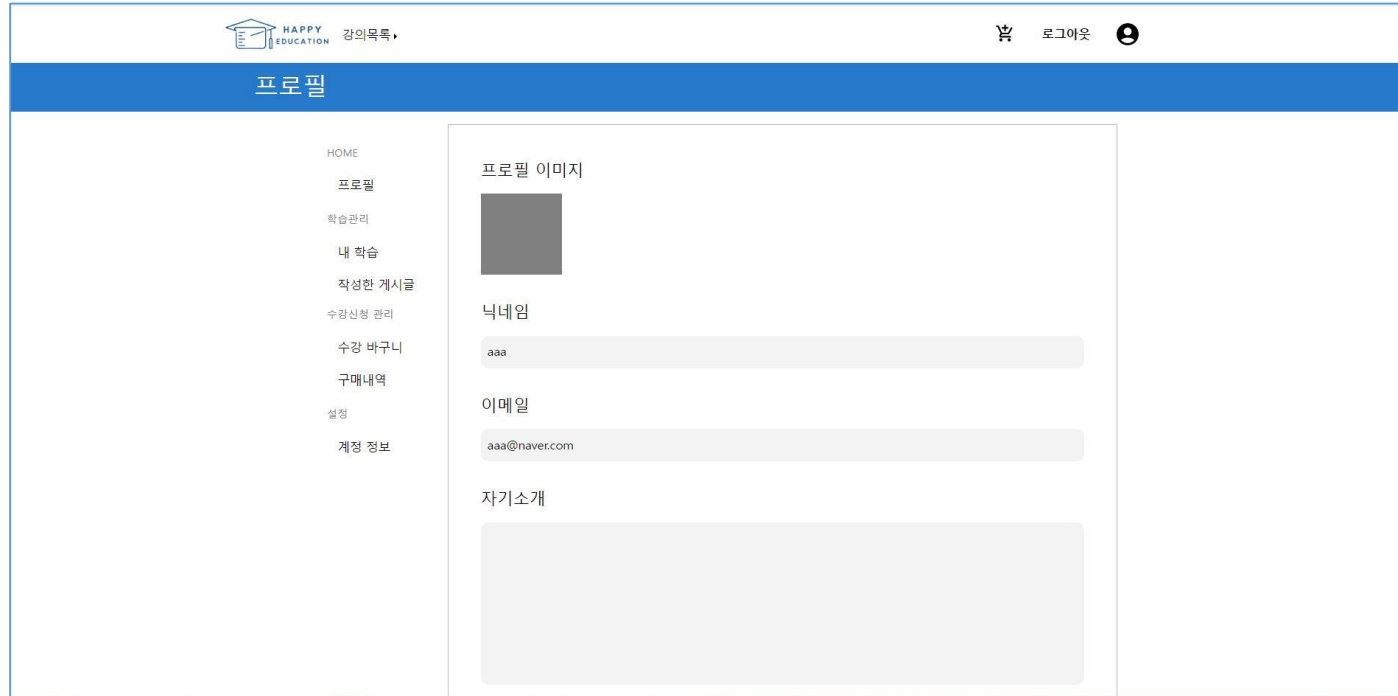 HAPPY
EDUCATION
강의목록
로그아웃
프로필
HOME
프로필
학습관리
내 학습
작성한 게시글
수강신청 관리
수강 바구니
구매내역
설정
계정 정보
프로필 이미지
닉네임
aaa
이메일
aaa@naver.com
자기소개